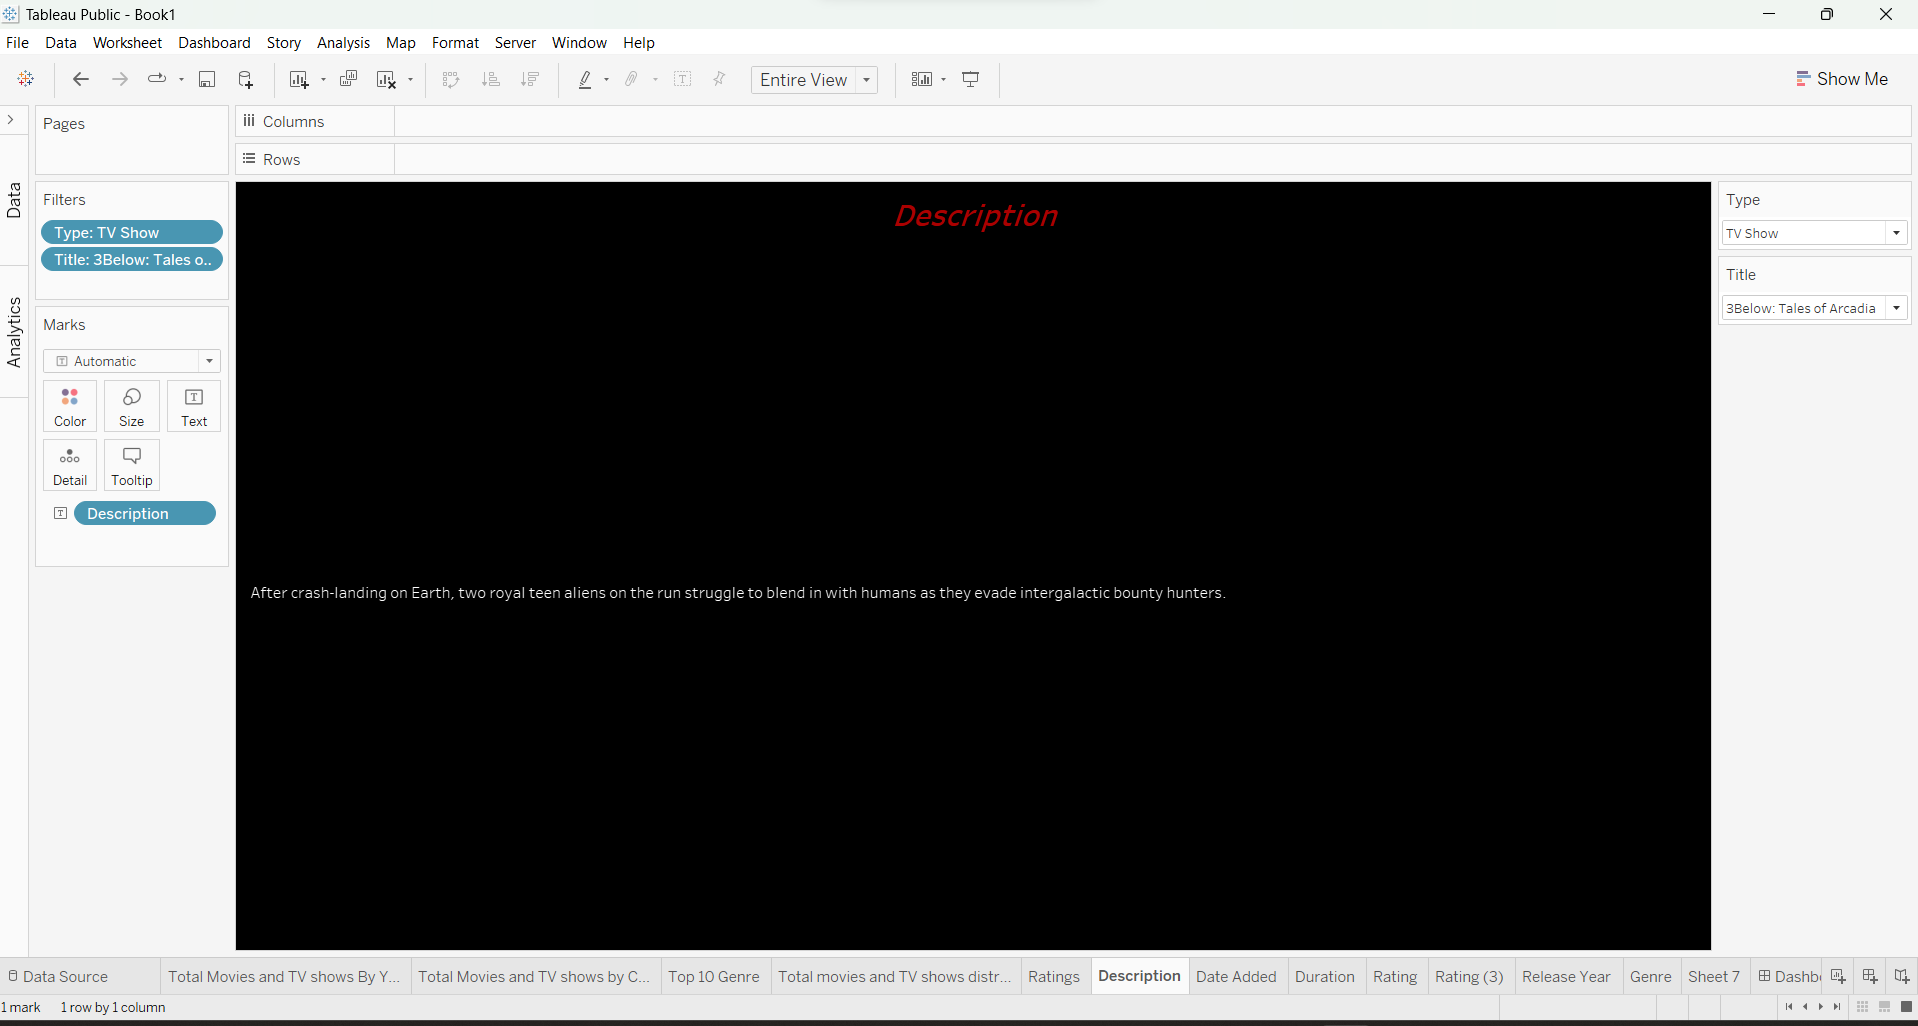 Tableau Public - Book1
File Data Worksheet Dashboard Story Analysis Map Format Server Window Help
Entire View
Show Me
Pages
Columns
Rows
Data
Analytics
Filters
Type: TV Show
Title: 3Below: Tales o..
Marks
Automatic
Color Size Text
Detail Tooltip
Description
Description
After crash-landing on Earth, two royal teen aliens on the run struggle to blend in with humans as they evade intergalactic bounty hunters.
Type
TV Show
Title
3Below: Tales of Arcadia
Data Source Total Movies and TV shows By Y... Total Movies and TV shows by C... Top 10 Genre Total movies and TV shows distr... Ratings Description Date Added Duration Rating Rating (3) Release Year Genre Sheet 7 Dashb
1 mark 1 row by 1 column